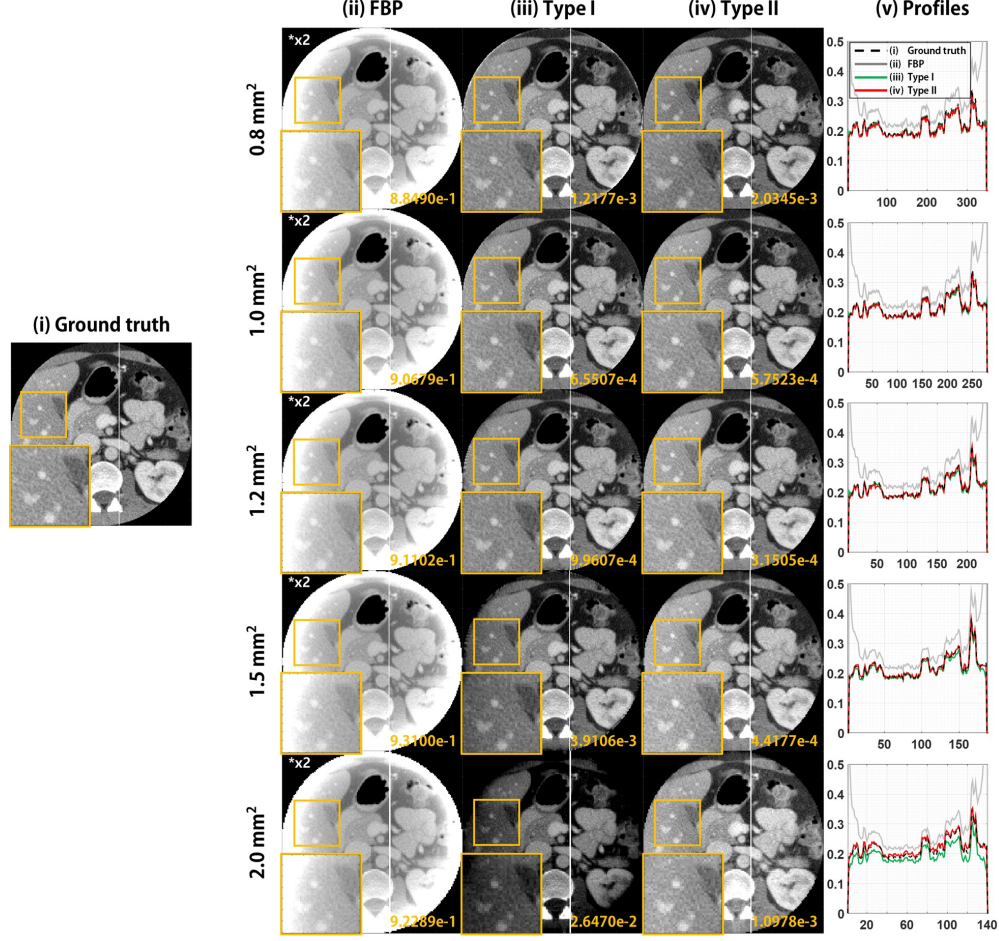 (ii) FBP (iii) Type I (iv) Type II (v) Profiles
0.8 mm²
*x2
8.8490e-1
1.2177e-3
2.0345e-3
0.5
0.4
0.3
0.2
0.1
0
100 200 300
(i) Ground truth
(ii) FBP
(iii) Type I
(iv) Type II
1.0 mm²
*x2
9.0679e-1
6.5507e-4
5.7523e-4
0.5
0.4
0.3
0.2
0.1
0
50 100 150 200 250
(i) Ground truth
1.2 mm²
*x2
9.1102e-1
9.9607e-4
3.1505e-4
0.5
0.4
0.3
0.2
0.1
0
50 100 150 200
1.5 mm²
*x2
9.3100e-1
3.9106e-3
4.4177e-4
0.5
0.4
0.3
0.2
0.1
0
50 100 150
2.0 mm²
*x2
9.2289e-1
2.6470e-2
1.0978e-3
0.5
0.4
0.3
0.2
0.1
0
20 40 60 80 100 120 140